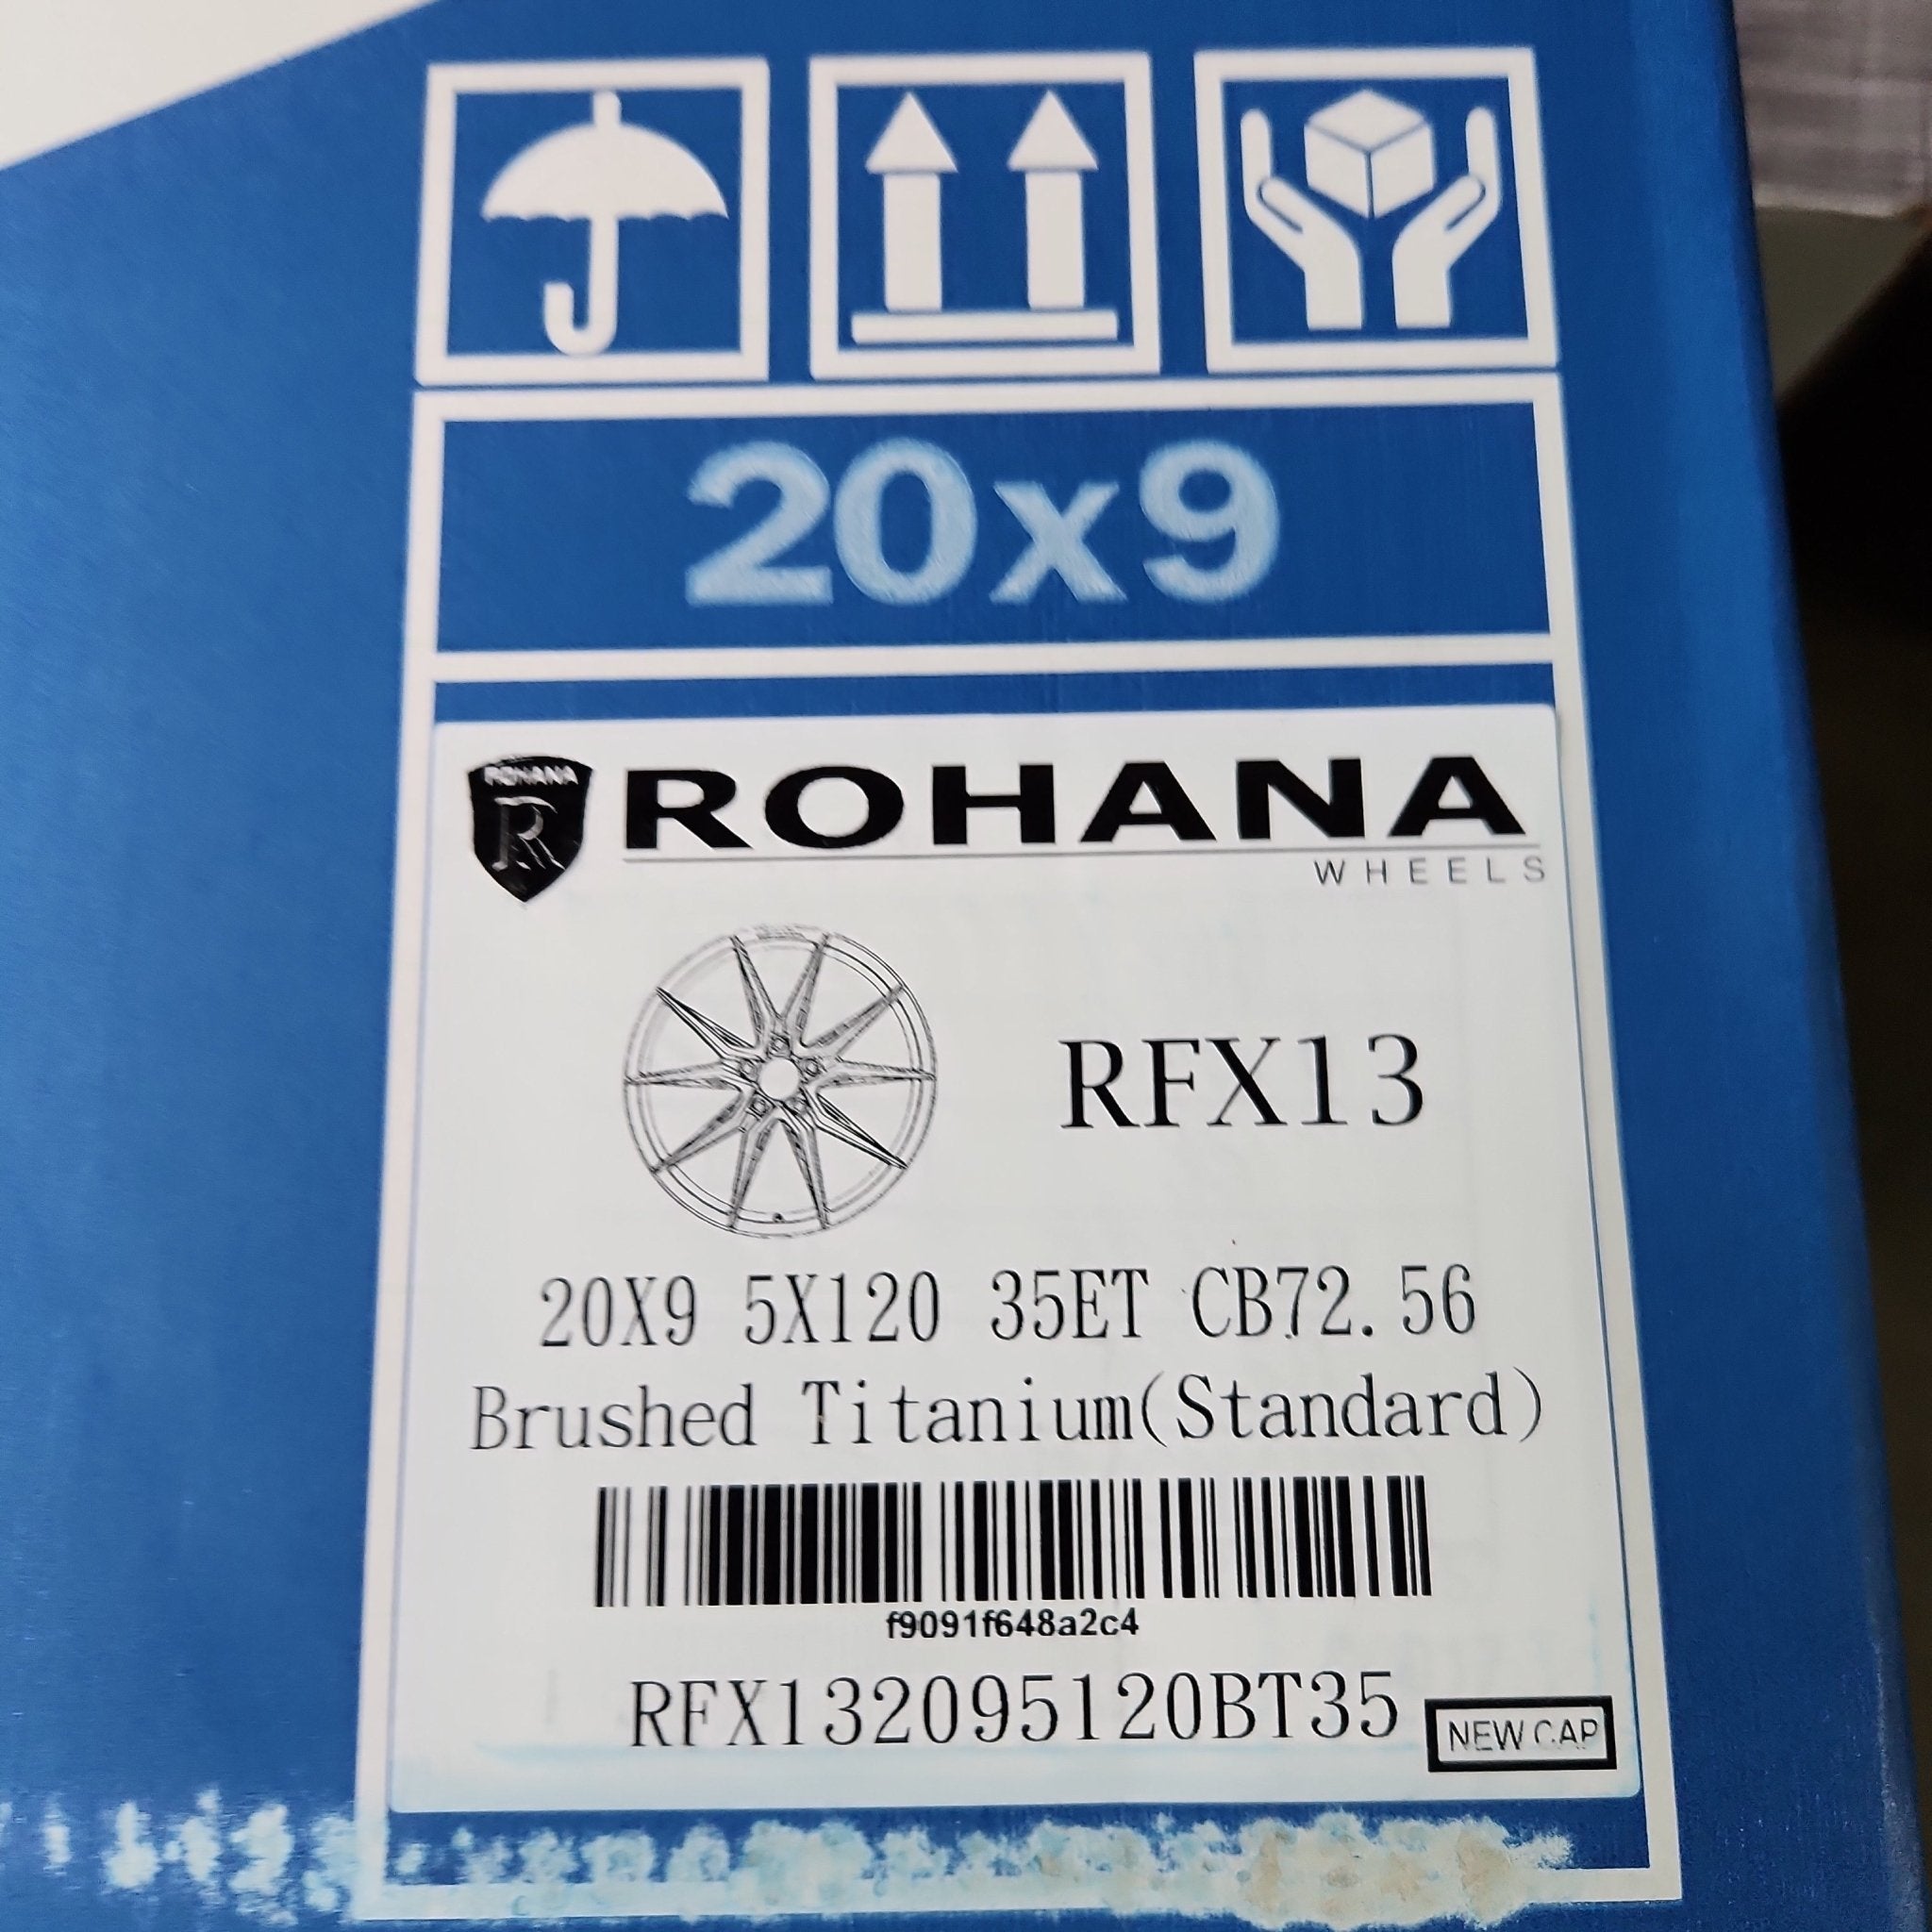 20x9
ROHANA
ROHANA
WHEELS
RFX13
20X9 5X120 35ET CB72.56
Brushed Titanium(Standard)
f9091f648a2c4
RFX132095120BT35
NEW CAP